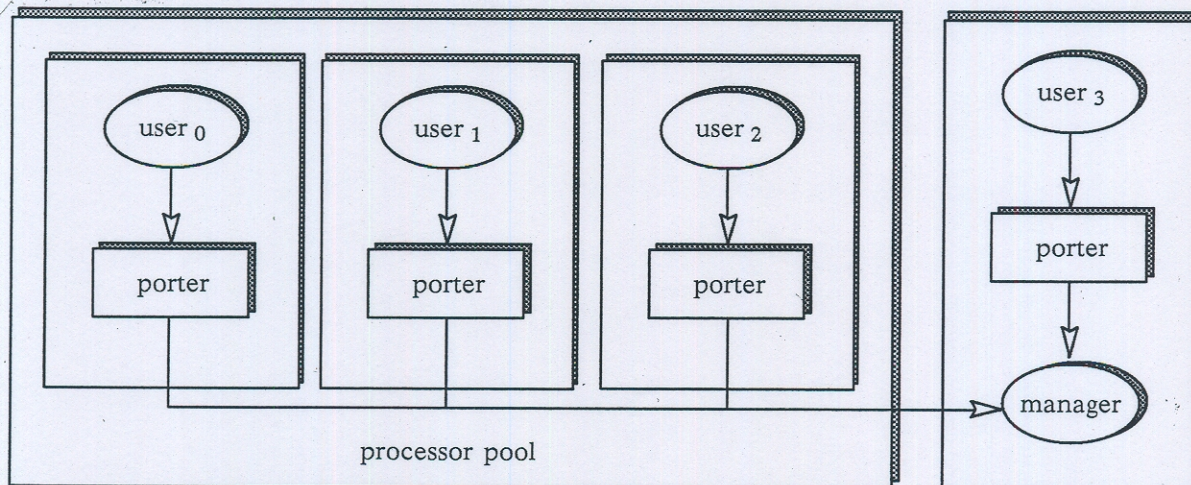 user 0
user 1
user 2
user 3
porter
porter
porter
porter
manager
processor pool